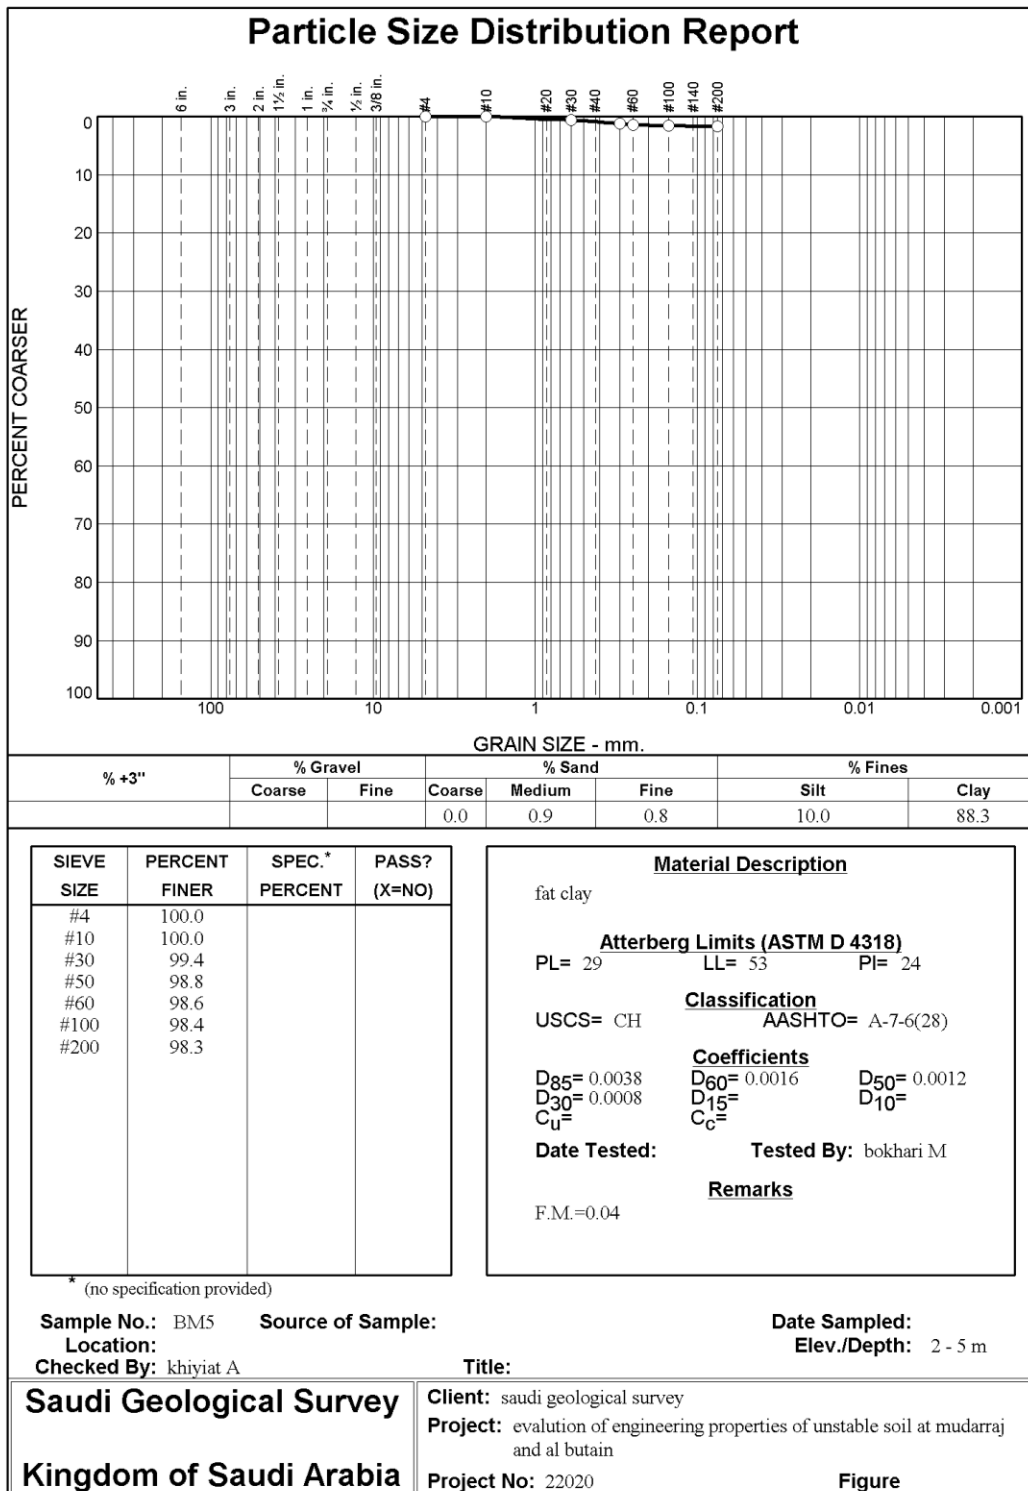 Particle Size Distribution Report
6 in. 3 in. 2 in. 1½ in. 1 in. ¾ in. ½ in. 3/8 in. #4 #10 #20 #30 #40 #60 #100 #140 #200
PERCENT COARSER
0
10
20
30
40
50
60
70
80
90
100
100 10 1 0.1 0.01 0.001
GRAIN SIZE - mm.
% +3" % Gravel % Sand % Fines
Coarse Fine Coarse Medium Fine Silt Clay
0.0 0.9 0.8 10.0 88.3
SIEVE PERCENT SPEC.* PASS?
SIZE FINER PERCENT (X=NO)
#4 100.0
#10 100.0
#30 99.4
#50 98.8
#60 98.6
#100 98.4
#200 98.3
* (no specification provided)
Material Description
fat clay
Atterberg Limits (ASTM D 4318)
PL= 29 LL= 53 PI= 24
Classification
USCS= CH AASHTO= A-7-6(28)
Coefficients
D85= 0.0038 D60= 0.0016 D50= 0.0012
D30= 0.0008 D15= D10=
Cu= Cc=
Date Tested: Tested By: bokhari M
Remarks
F.M.=0.04
Sample No.: BM5 Source of Sample: Date Sampled:
Location: Elev./Depth: 2 - 5 m
Checked By: khiyiat A Title:
Saudi Geological Survey
Kingdom of Saudi Arabia
Client: saudi geological survey
Project: evalution of engineering properties of unstable soil at mudarraj
and al butain
Project No: 22020 Figure